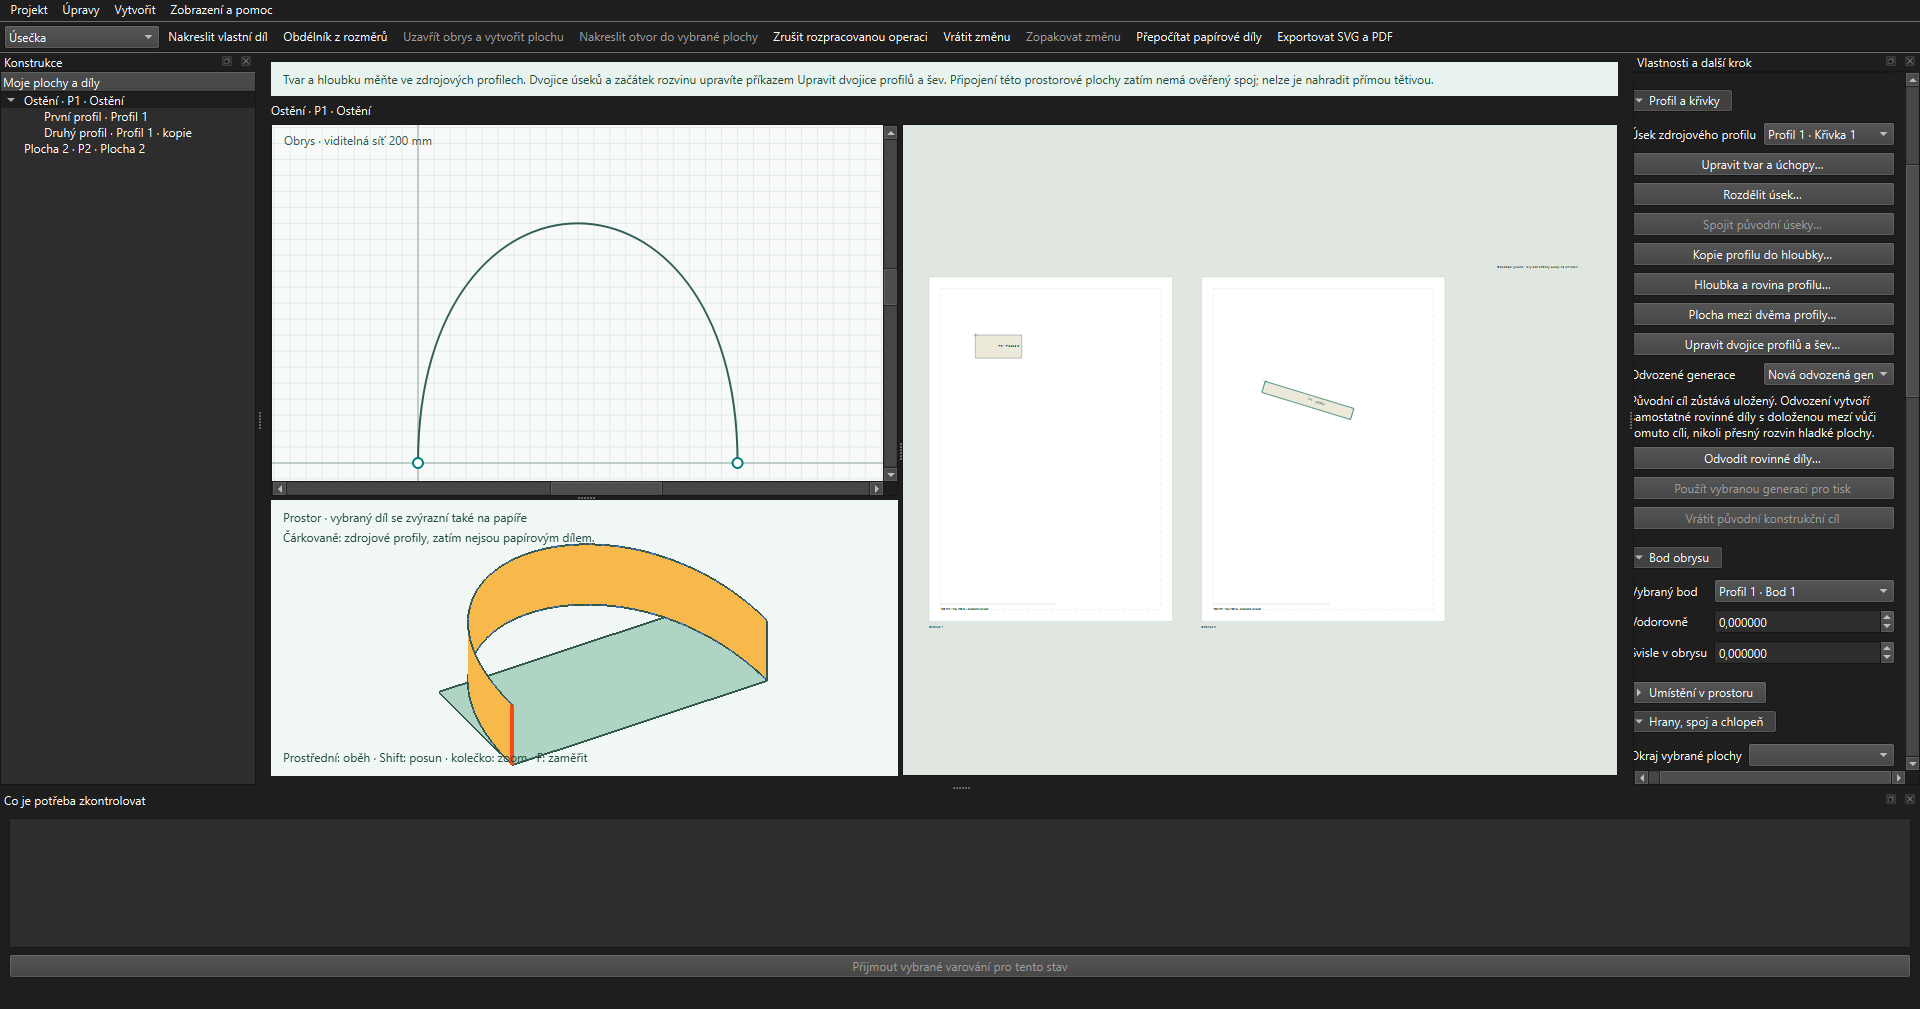 Projekt Úpravy Vytvořit Zobrazení a pomoc
Úsečka Nakreslit vlastní díl Obdélník z rozměrů Uzavřít obrys a vytvořit plochu Nakreslit otvor do vybrané plochy Zrušit rozpracovanou operaci Vrátit změnu Zopakovat změnu Přepočítat papírové díly Exportovat SVG a PDF
Konstrukce
Moje plochy a díly
Ostění · P1 · Ostění
První profil · Profil 1
Druhý profil · Profil 1 · kopie
Plocha 2 · P2 · Plocha 2
Tvar a hloubku měňte ve zdrojových profilech. Dvojice úseků a začátek rozvinu upravíte příkazem Upravit dvojice profilů a šev. Připojení této prostorové plochy zatím nemá ověřený spoj; nelze je nahradit přímou tětivou.
Ostění · P1 · Ostění
Obrys · viditelná síť 200 mm
Prostor · vybraný díl se zvýrazní také na papíře
Čárkovaně: zdrojové profily, zatím nejsou papírovým dílem.
Prostřední: oběh · Shift: posun · kolečko: zoom · F: zaměřit
Vlastnosti a další krok
Profil a křivky
Úsek zdrojového profilu Profil 1 · Křivka 1
Upravit tvar a úchopy...
Rozdělit úsek...
Spojit původní úseky...
Kopie profilu do hloubky...
Hloubka a rovina profilu...
Plocha mezi dvěma profily...
Upravit dvojice profilů a šev...
Odvozené generace Nová odvozená gen
Původní cíl zůstává uložený. Odvození vytvoří
samostatné rovinné díly s doloženou mezí vůči
tomuto cíli, nikoli přesný rozvin hladké plochy.
Odvodit rovinné díly...
Použít vybranou generaci pro tisk
Vrátit původní konstrukční cíl
Bod obrysu
Vybraný bod Profil 1 · Bod 1
Vodorovně 0,000000
Svisle v obrysu 0,000000
Umístění v prostoru
Hrany, spoj a chlopeň
Okraj vybrané plochy
Co je potřeba zkontrolovat
Přijmout vybrané varování pro tento stav